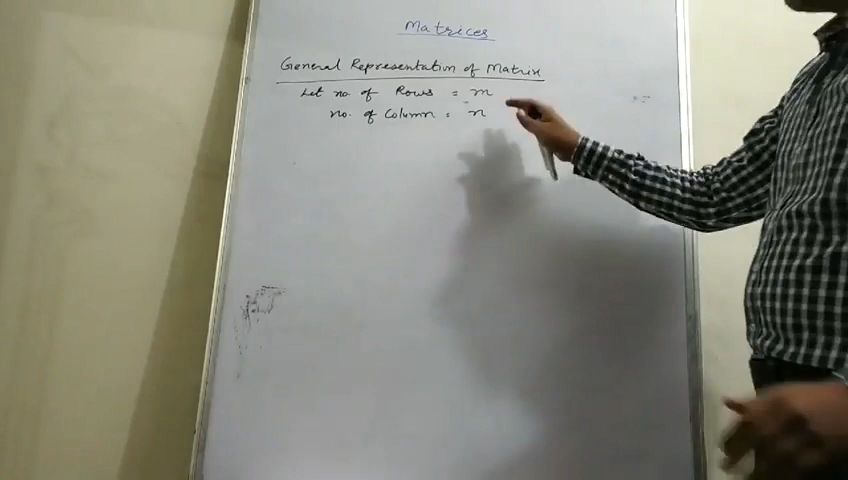 Matrices
General Representation of Matrix
Let no. of Rows = m
no. of Column = n